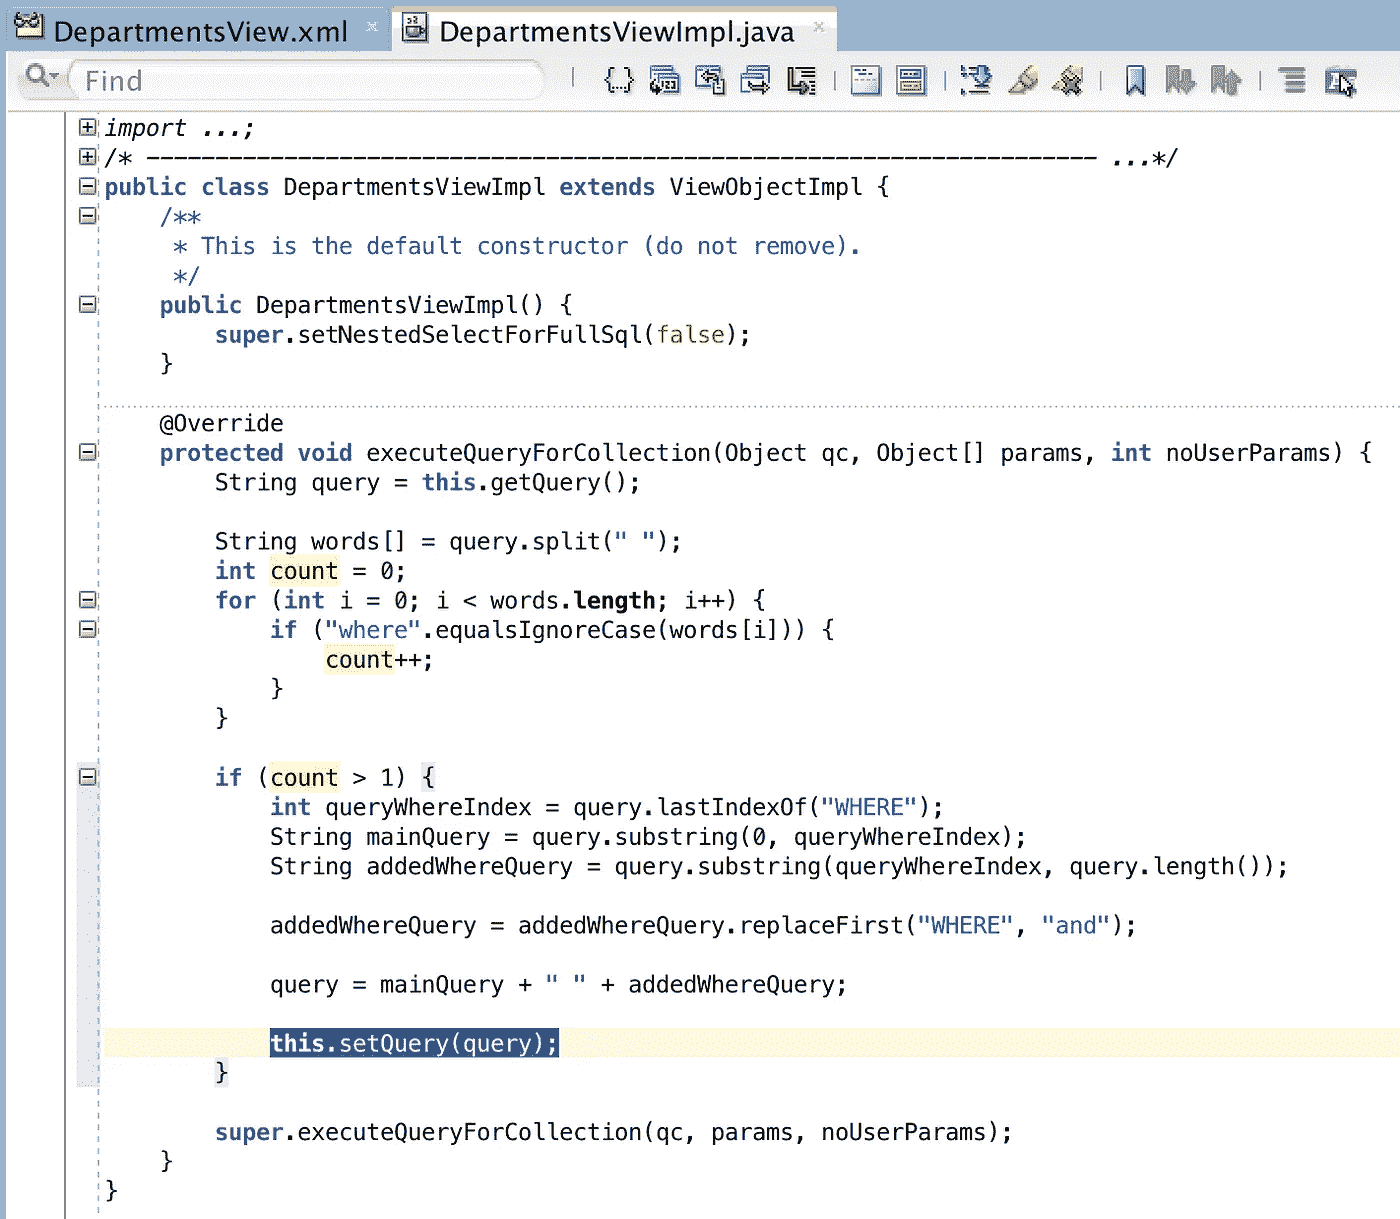 DepartmentsView.xml
DepartmentsViewImpl.java
Find
import ...;
/* --------------------------------------------------------------------- ...*/
public class DepartmentsViewImpl extends ViewObjectImpl {
    /**
     * This is the default constructor (do not remove).
     */
    public DepartmentsViewImpl() {
        super.setNestedSelectForFullSql(false);
    }
    @Override
    protected void executeQueryForCollection(Object qc, Object[] params, int noUserParams) {
        String query = this.getQuery();
        String words[] = query.split(" ");
        int count = 0;
        for (int i = 0; i < words.length; i++) {
            if ("where".equalsIgnoreCase(words[i])) {
                count++;
            }
        }
        if (count > 1) {
            int queryWhereIndex = query.lastIndexOf("WHERE");
            String mainQuery = query.substring(0, queryWhereIndex);
            String addedWhereQuery = query.substring(queryWhereIndex, query.length());
            addedWhereQuery = addedWhereQuery.replaceFirst("WHERE", "and");
            query = mainQuery + " " + addedWhereQuery;
            this.setQuery(query);
        }
        super.executeQueryForCollection(qc, params, noUserParams);
    }
}